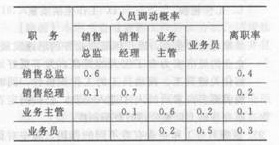 职 务 人员调动概率 离职率
销售总监 销售经理 业务主管 业务员
销售总监 0.6 0.4
销售经理 0.1 0.7 0.2
业务主管 0.1 0.6 0.2 0.1
业务员 0.2 0.5 0.3